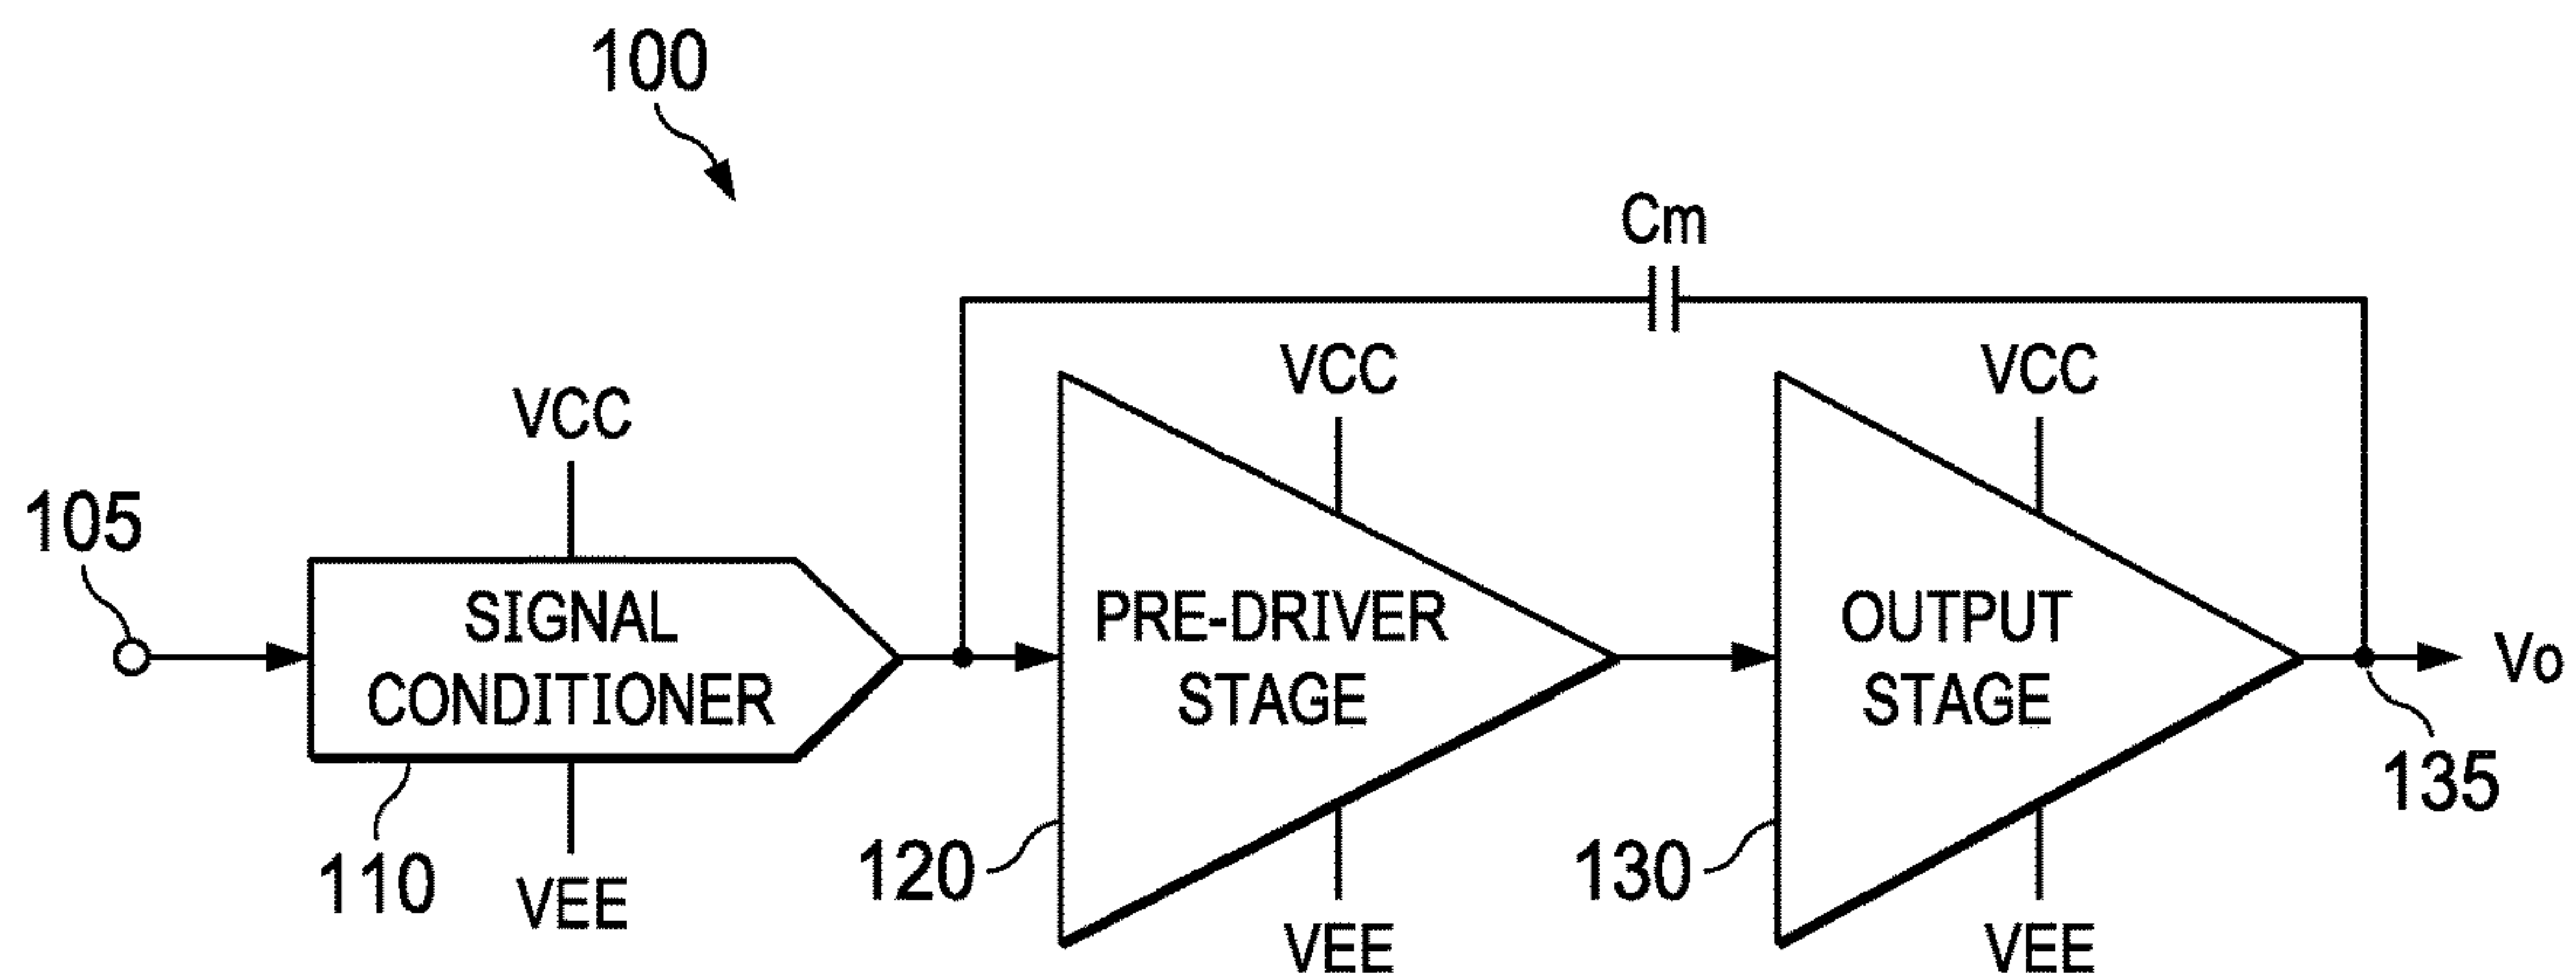 100
Cm
VCC
VCC
VCC
105
SIGNAL
CONDITIONER
PRE-DRIVER
STAGE
OUTPUT
STAGE
Vo
135
110
VEE
120
VEE
130
VEE